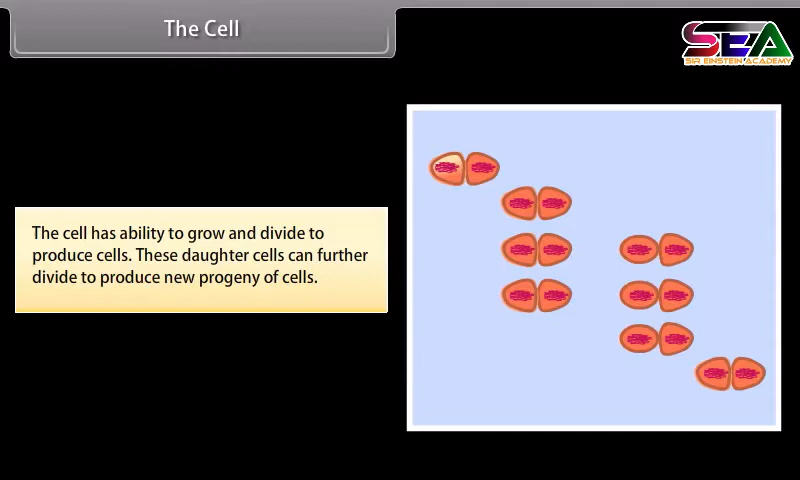 The Cell
SEA
SIR EINSTEIN ACADEMY
The cell has ability to grow and divide to
produce cells. These daughter cells can further
divide to produce new progeny of cells.